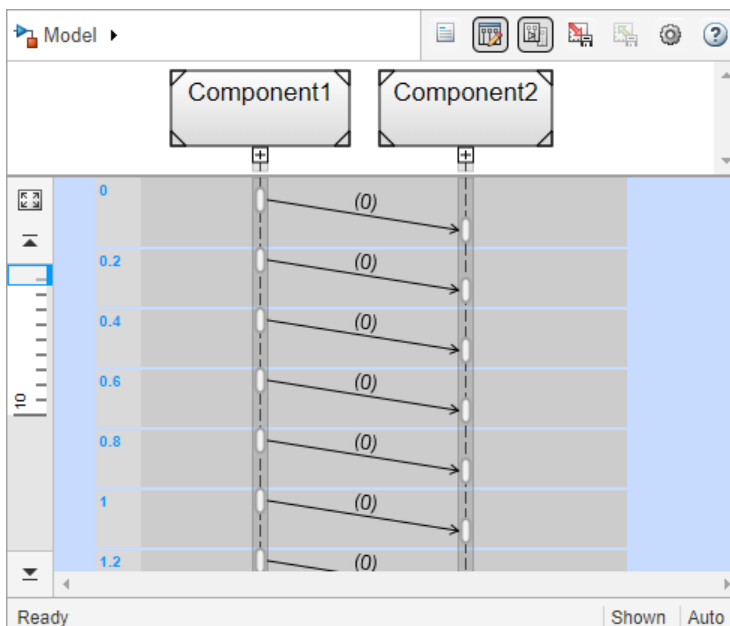 Model
Component1 Component2
0 (0)
0.2 (0)
0.4 (0)
0.6 (0)
0.8 (0)
1 (0)
1.2 (0)
10
Ready Shown Auto